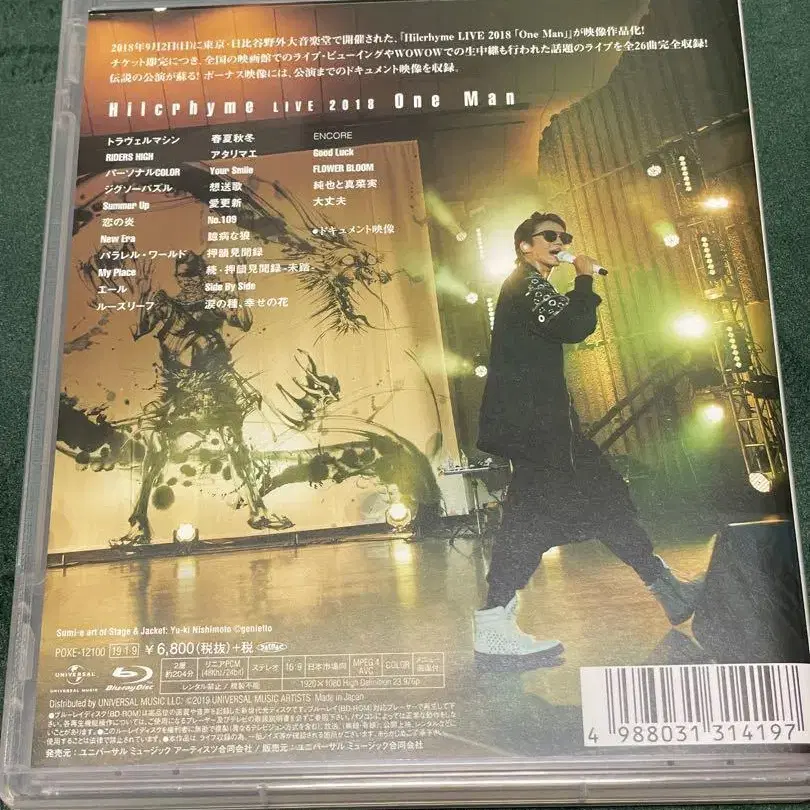 2018年9月2日(日)に東京・日比谷野外大音楽堂で開催された、『Hilcrhyme LIVE 2018 「One Man」』が映像作品化!
チケット即完につき、全国の映画館でのライブ・ビューイングやWOWOWでの生中継も行われた話題のライブを全26曲完全収録!
伝説の公演が蘇る! ボーナス映像には、公演までのドキュメント映像を収録。
Hilcrhyme LIVE 2018 One Man
トラヴェルマシン
RIDERS HIGH
パーソナルCOLOR
ジグソーパズル
Summer Up
恋の炎
New Era
パラレル・ワールド
My Place
エール
ルーズリーフ
春夏秋冬
アタリマエ
Your Smile
想送歌
愛更新
No.109
臆病な狼
押韻見聞録
続・押韻見聞録-未踏-
Side By Side
涙の種、幸せの花
ENCORE
Good Luck
FLOWER BLOOM
純也と真菜実
大丈夫
●ドキュメント映像
Sumi-e art of Stage & Jacket: Yu-ki Nishimoto ©genietto
POXE-12100 19・1・9 ¥6,800(税抜)+税
UNIVERSAL
UNIVERSAL MUSIC
Blu-ray Disc
2層
約204分
リニアPCM
(48Khz/24bit)
ステレオ
16:9
日本市場向
MPEG 4
AVC
COLOR
レンタル禁止/複製不能
1920×1080 High Definition 23.976p
Distributed by UNIVERSAL MUSIC LLC. ©2019 UNIVERSAL MUSIC ARTISTS Made in Japan
発売元:ユニバーサル ミュージック アーティスツ合同会社 / 販売元:ユニバーサル ミュージック合同会社
4 988031 314197